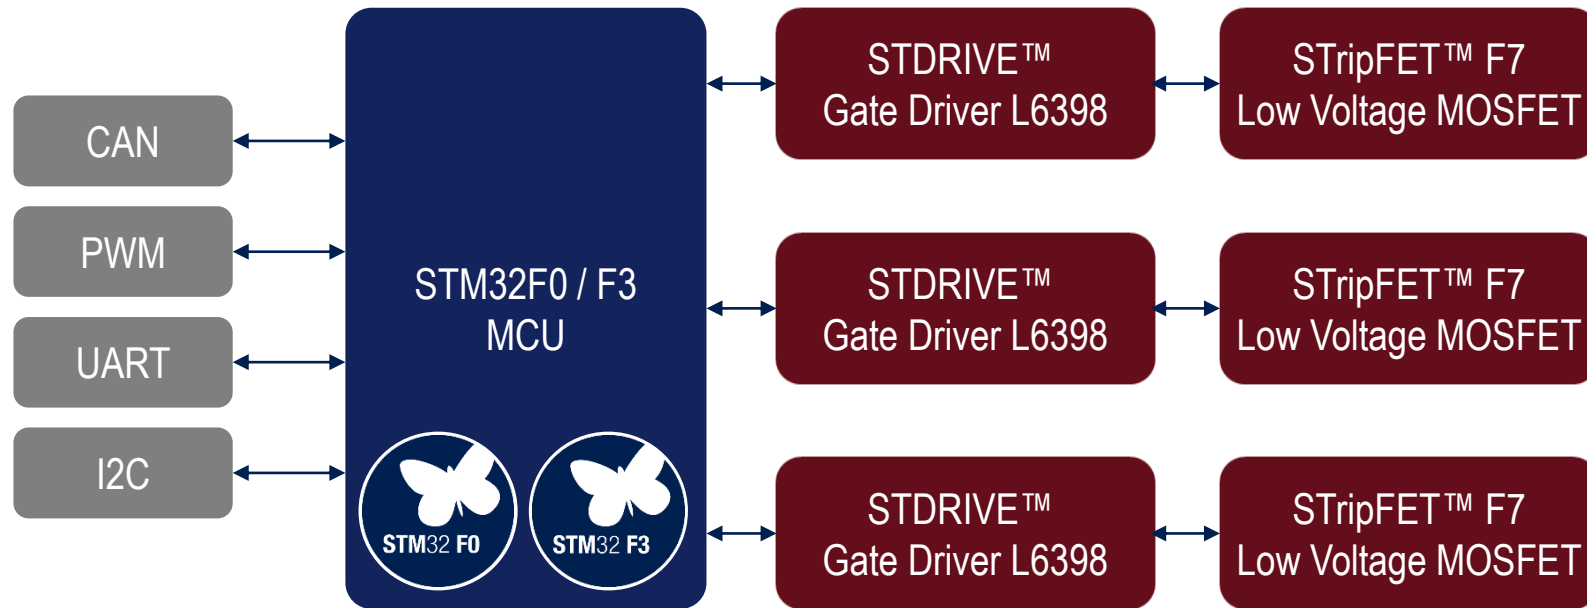 CAN
PWM
UART
I2C
STM32F0 / F3
MCU
STM32 F0
STM32 F3
STDRIVE™
Gate Driver L6398
STripFET™ F7
Low Voltage MOSFET
STDRIVE™
Gate Driver L6398
STripFET™ F7
Low Voltage MOSFET
STDRIVE™
Gate Driver L6398
STripFET™ F7
Low Voltage MOSFET